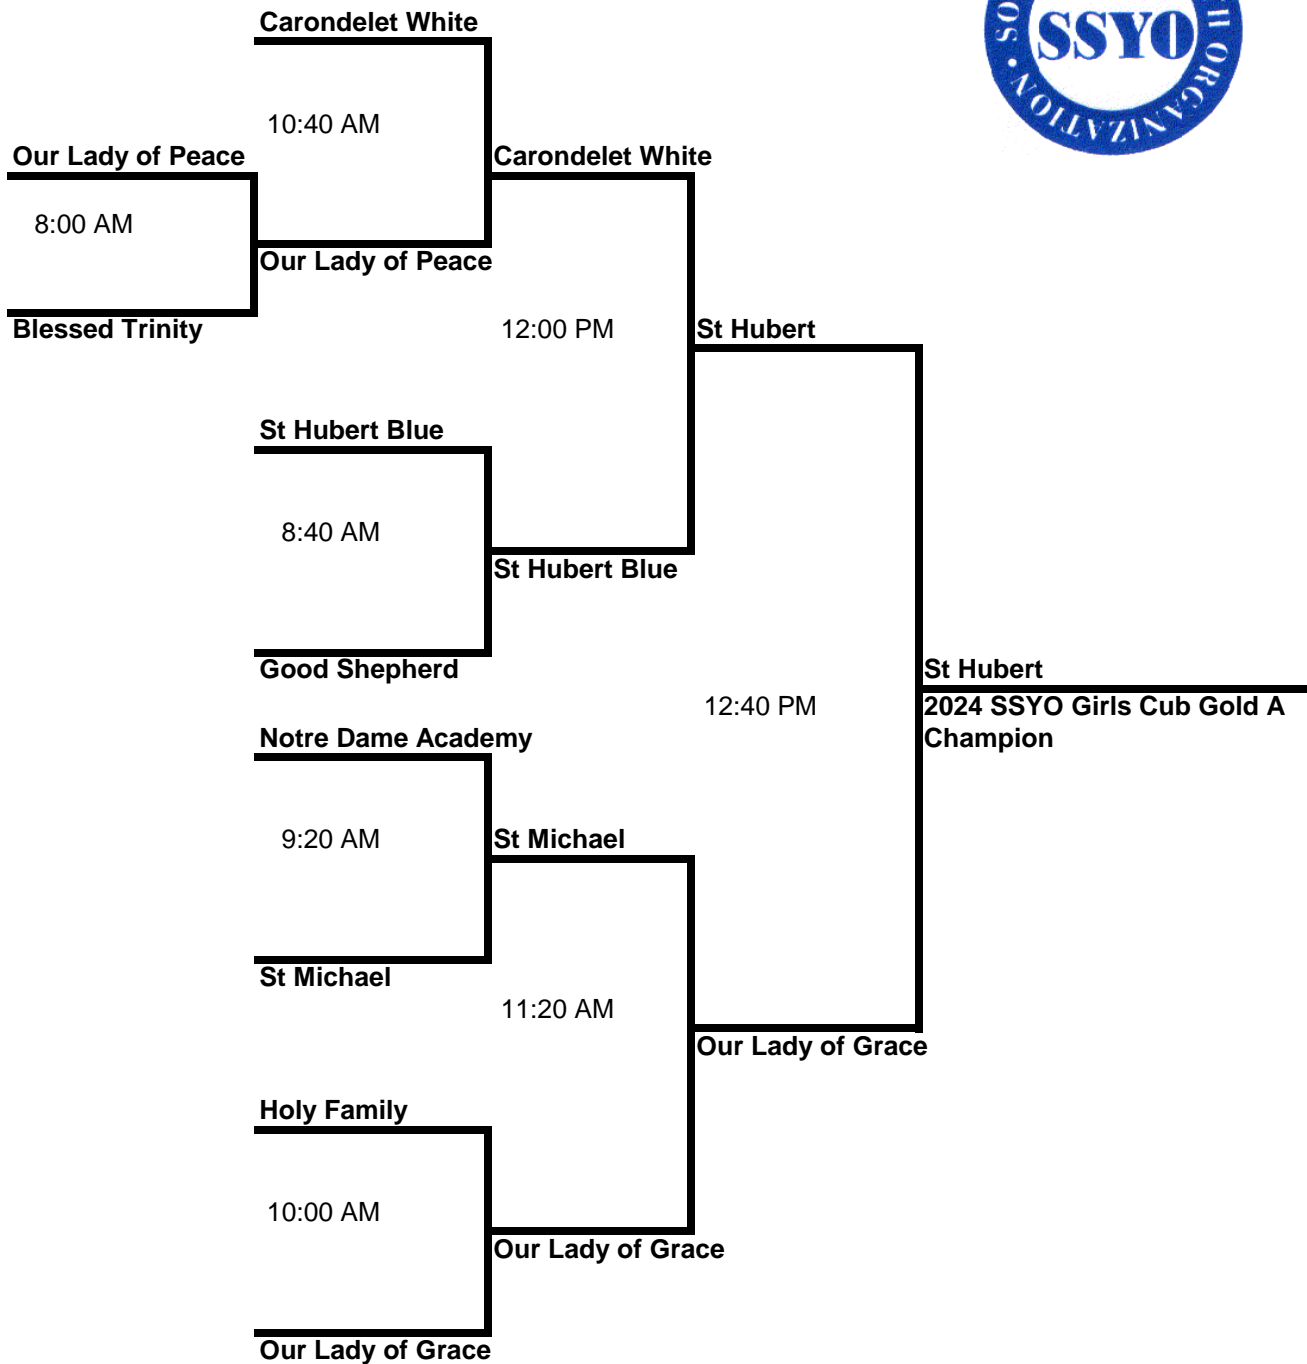 Carondelet White
SSYO
ORGANIZATION
10:40 AM
Our Lady of Peace
Carondelet White
8:00 AM
Our Lady of Peace
Blessed Trinity
12:00 PM
St Hubert
St Hubert Blue
8:40 AM
St Hubert Blue
Good Shepherd
St Hubert
12:40 PM
2024 SSYO Girls Cub Gold A
Champion
Notre Dame Academy
9:20 AM
St Michael
St Michael
11:20 AM
Our Lady of Grace
Holy Family
10:00 AM
Our Lady of Grace
Our Lady of Grace